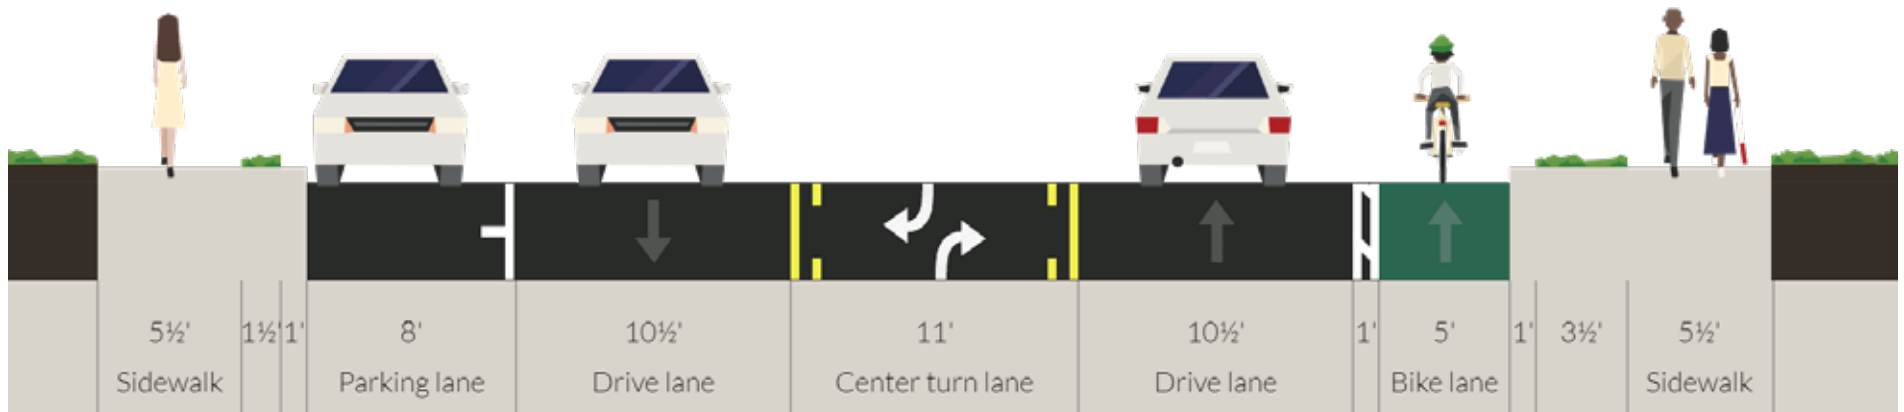 5½' 1½' 1' 8' 10½' 11' 10½' 1' 5' 1' 3½' 5½'
Sidewalk Parking lane Drive lane Center turn lane Drive lane Bike lane Sidewalk